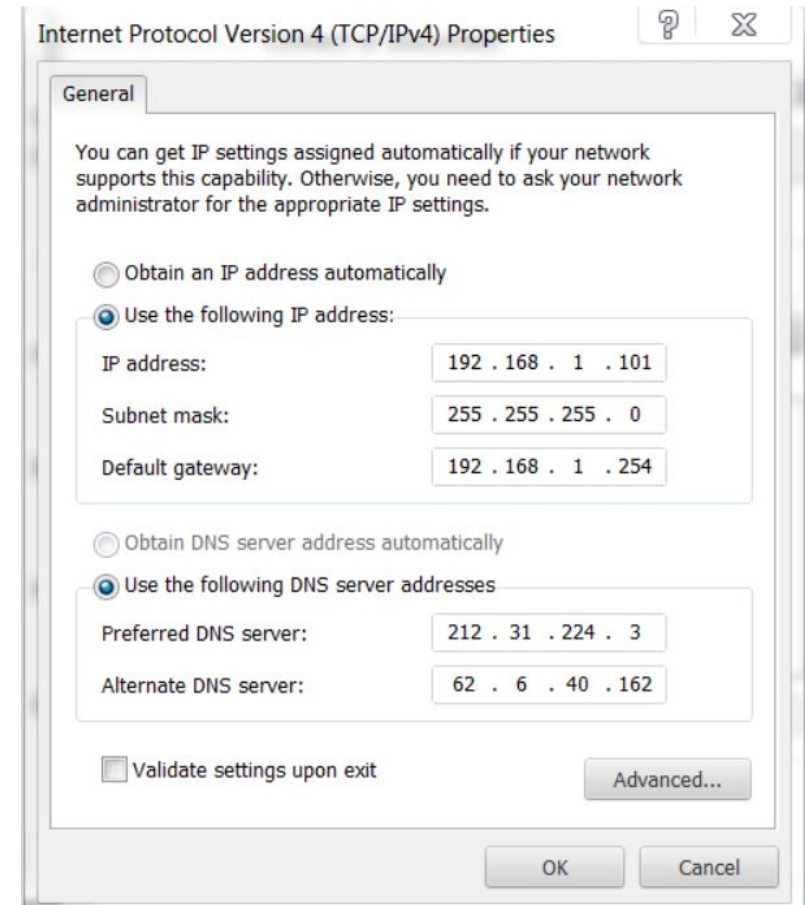 Internet Protocol Version 4 (TCP/IPv4) Properties
General
You can get IP settings assigned automatically if your network
supports this capability. Otherwise, you need to ask your network
administrator for the appropriate IP settings.
Obtain an IP address automatically
Use the following IP address:
IP address: 192 . 168 . 1 . 101
Subnet mask: 255 . 255 . 255 . 0
Default gateway: 192 . 168 . 1 . 254
Obtain DNS server address automatically
Use the following DNS server addresses
Preferred DNS server: 212 . 31 . 224 . 3
Alternate DNS server: 62 . 6 . 40 . 162
Validate settings upon exit
Advanced...
OK Cancel